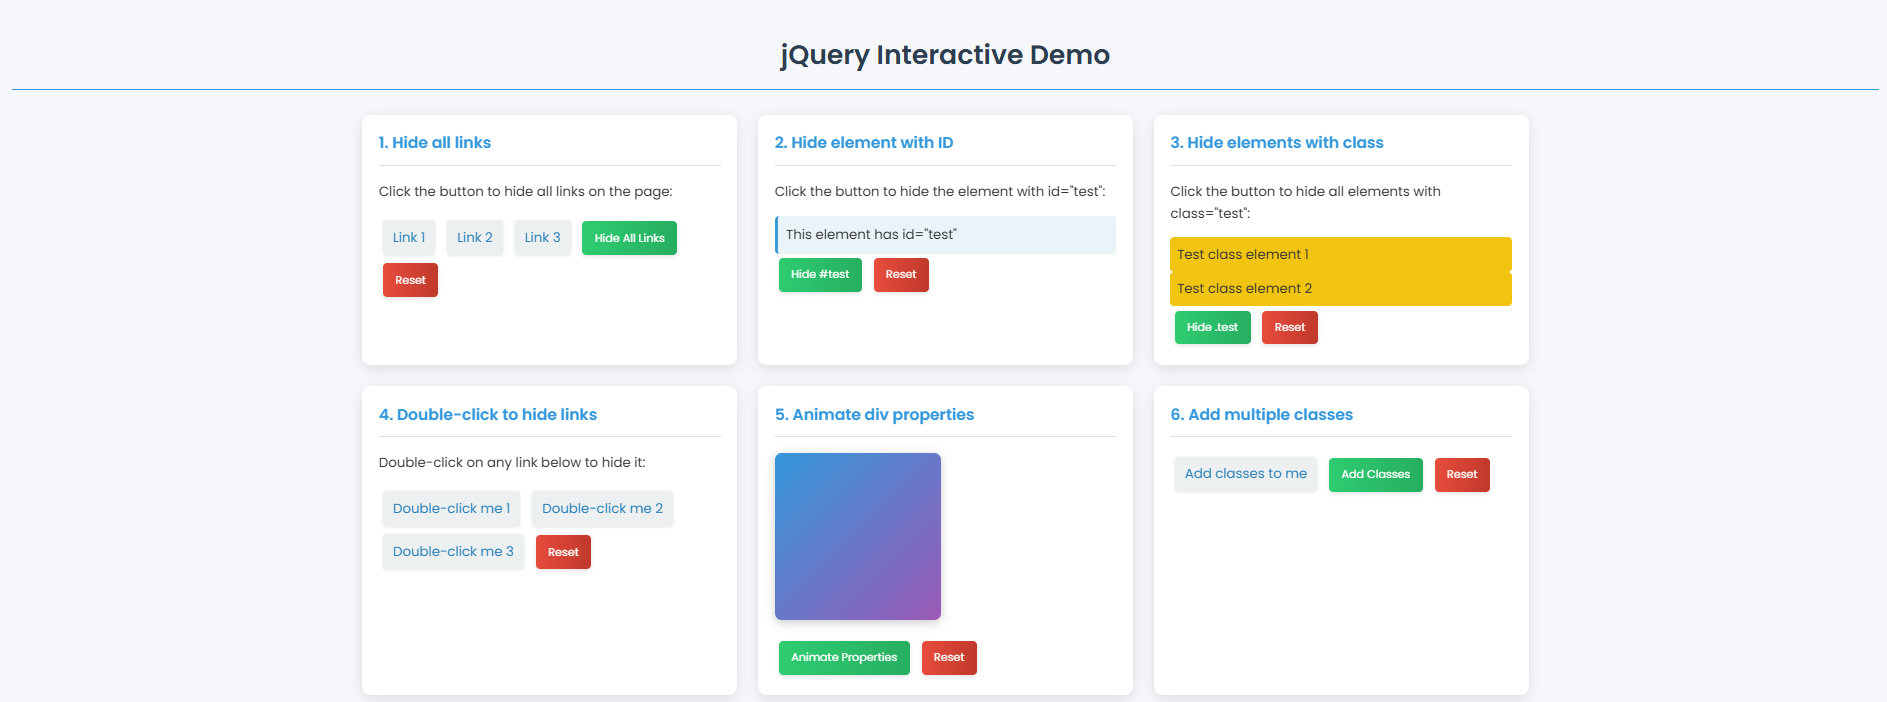 jQuery Interactive Demo
1. Hide all links
Click the button to hide all links on the page:
Link 1 Link 2 Link 3 Hide All Links
Reset
2. Hide element with ID
Click the button to hide the element with id="test":
This element has id="test"
Hide #test Reset
3. Hide elements with class
Click the button to hide all elements with
class="test":
Test class element 1
Test class element 2
Hide .test Reset
4. Double-click to hide links
Double-click on any link below to hide it:
Double-click me 1 Double-click me 2
Double-click me 3 Reset
5. Animate div properties
Animate Properties Reset
6. Add multiple classes
Add classes to me Add Classes Reset